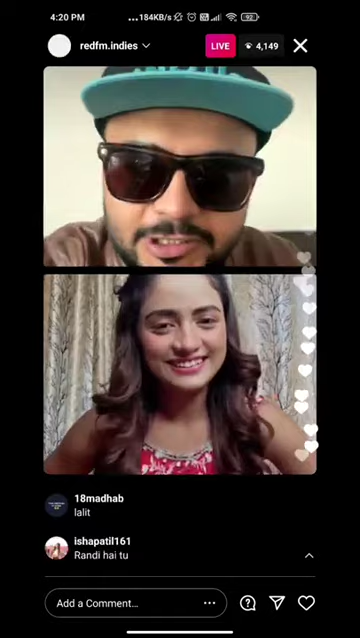 4:20 PM
...184KB/s
92
redfm.indies
LIVE
4,149
18madhab
lalit
ishapatil161
Randi hai tu
Add a Comment...